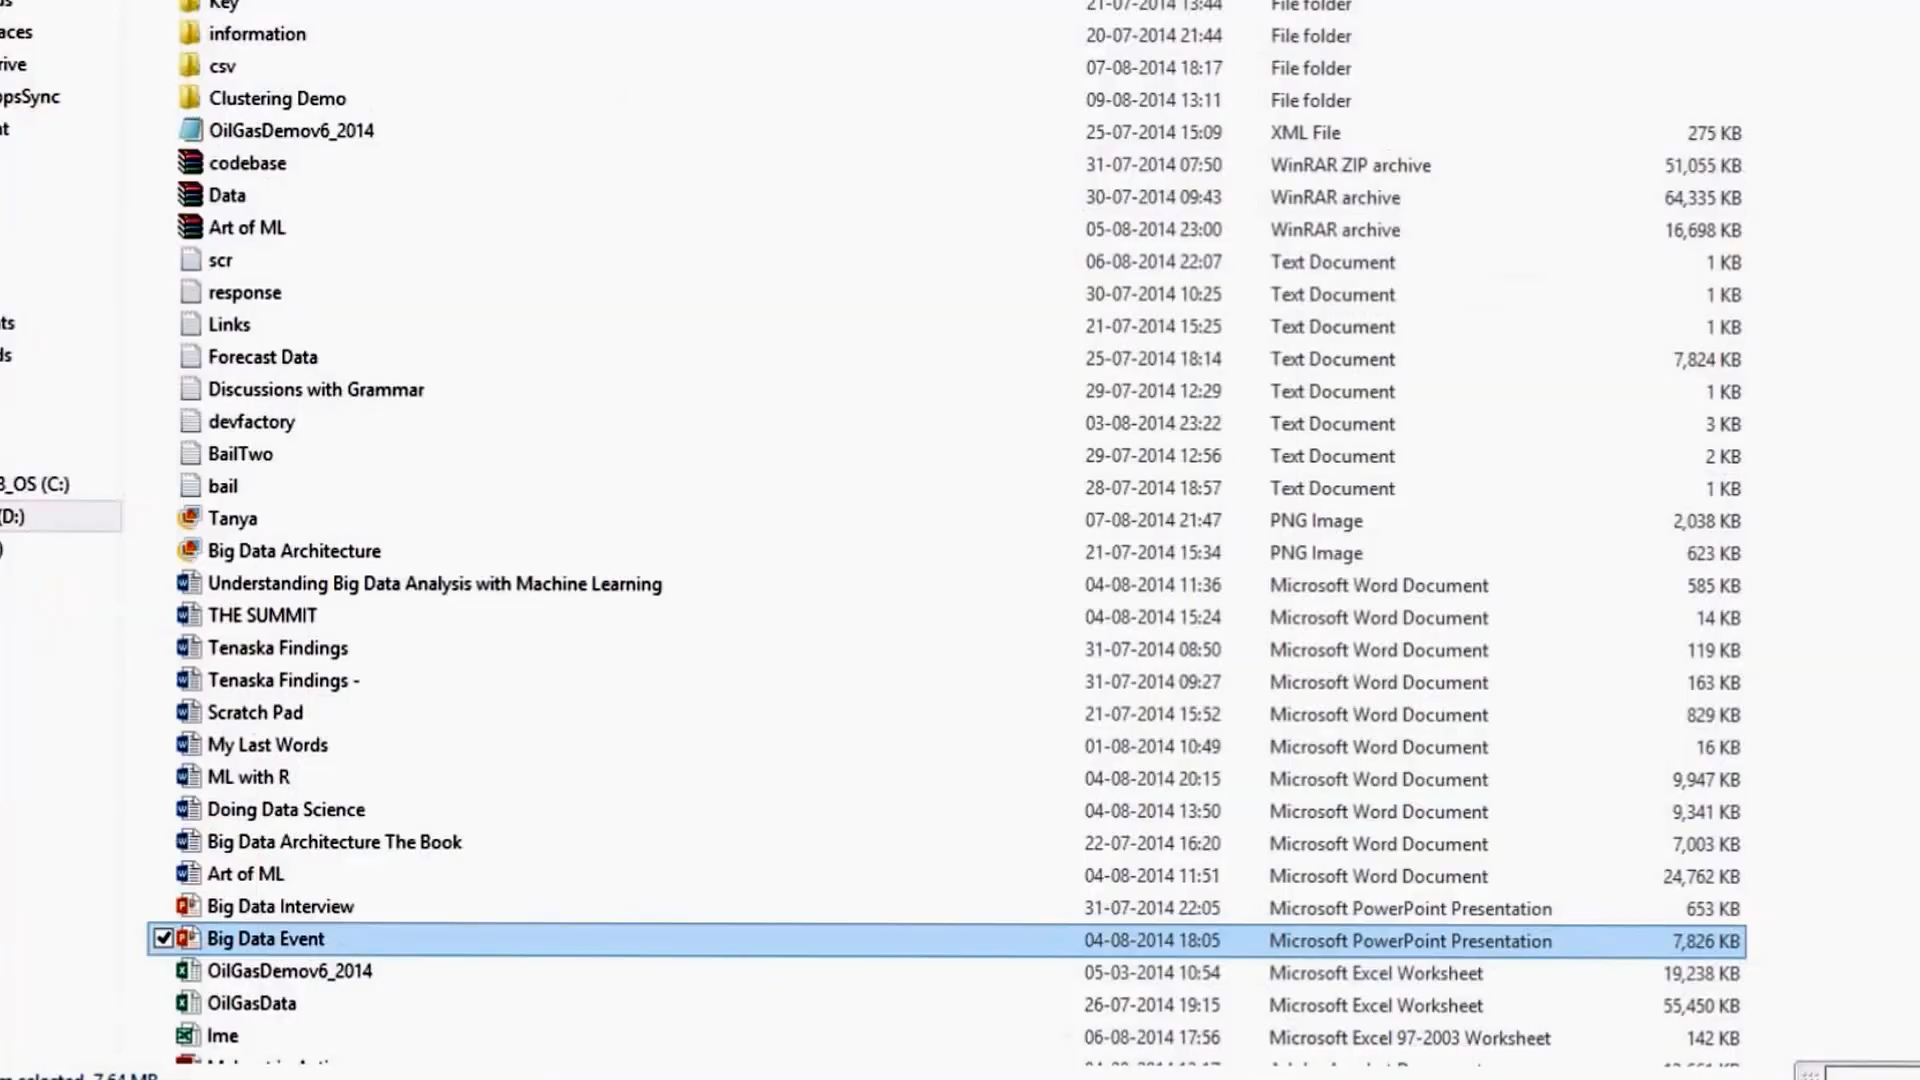 Key 21-07-2014 13:44 File folder
aces information 20-07-2014 21:44 File folder
rive csv 07-08-2014 18:17 File folder
ppsSync Clustering Demo 09-08-2014 13:11 File folder
t OilGasDemov6_2014 25-07-2014 15:09 XML File 275 KB
codebase 31-07-2014 07:50 WinRAR ZIP archive 51,055 KB
Data 30-07-2014 09:43 WinRAR archive 64,335 KB
Art of ML 05-08-2014 23:00 WinRAR archive 16,698 KB
scr 06-08-2014 22:07 Text Document 1 KB
response 30-07-2014 10:25 Text Document 1 KB
ts Links 21-07-2014 15:25 Text Document 1 KB
ds Forecast Data 25-07-2014 18:14 Text Document 7,824 KB
Discussions with Grammar 29-07-2014 12:29 Text Document 1 KB
devfactory 03-08-2014 23:22 Text Document 3 KB
BailTwo 29-07-2014 12:56 Text Document 2 KB
B_OS (C:) bail 28-07-2014 18:57 Text Document 1 KB
(D:) Tanya 07-08-2014 21:47 PNG Image 2,038 KB
) Big Data Architecture 21-07-2014 15:34 PNG Image 623 KB
Understanding Big Data Analysis with Machine Learning 04-08-2014 11:36 Microsoft Word Document 585 KB
THE SUMMIT 04-08-2014 15:24 Microsoft Word Document 14 KB
Tenaska Findings 31-07-2014 08:50 Microsoft Word Document 119 KB
Tenaska Findings - 31-07-2014 09:27 Microsoft Word Document 163 KB
Scratch Pad 21-07-2014 15:52 Microsoft Word Document 829 KB
My Last Words 01-08-2014 10:49 Microsoft Word Document 16 KB
ML with R 04-08-2014 20:15 Microsoft Word Document 9,947 KB
Doing Data Science 04-08-2014 13:50 Microsoft Word Document 9,341 KB
Big Data Architecture The Book 22-07-2014 16:20 Microsoft Word Document 7,003 KB
Art of ML 04-08-2014 11:51 Microsoft Word Document 24,762 KB
Big Data Interview 31-07-2014 22:05 Microsoft PowerPoint Presentation 653 KB
Big Data Event 04-08-2014 18:05 Microsoft PowerPoint Presentation 7,826 KB
OilGasDemov6_2014 05-03-2014 10:54 Microsoft Excel Worksheet 19,238 KB
OilGasData 26-07-2014 19:15 Microsoft Excel Worksheet 55,450 KB
lme 06-08-2014 17:56 Microsoft Excel 97-2003 Worksheet 142 KB
selected 7.64 MB